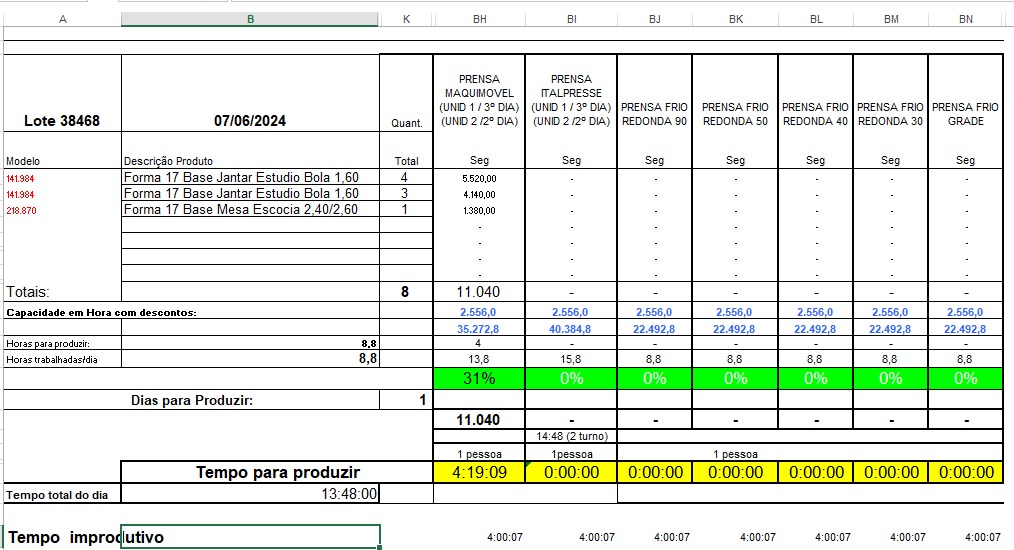 A B K BH BI BJ BK BL BM BN
PRENSA PRENSA
MAQUIMOVEL ITALPRESSE
(UNID 1 / 3º DIA) (UNID 1 / 3º DIA) PRENSA FRIO PRENSA FRIO PRENSA FRIO PRENSA FRIO PRENSA FRIO
Lote 38468 07/06/2024 Quant. (UNID 2 /2º DIA) (UNID 2 /2º DIA) REDONDA 90 REDONDA 50 REDONDA 40 REDONDA 30 GRADE
Modelo Descrição Produto Total Seg Seg Seg Seg Seg Seg Seg
141.984 Forma 17 Base Jantar Estudio Bola 1,60 4 5.520,00 - - - - - -
141.984 Forma 17 Base Jantar Estudio Bola 1,60 3 4.140,00 - - - - - -
218.870 Forma 17 Base Mesa Escocia 2,40/2,60 1 1.380,00 - - - - - -
- - - - - - -
- - - - - - -
- - - - - - -
- - - - - - -
Totais: 8 11.040 - - - - - -
Capacidade em Hora com descontos: 2.556,0 2.556,0 2.556,0 2.556,0 2.556,0 2.556,0 2.556,0
35.272,8 40.384,8 22.492,8 22.492,8 22.492,8 22.492,8 22.492,8
Horas para produzir: 8,8 4 - - - - - -
Horas trabalhadas/dia 8,8 13,8 15,8 8,8 8,8 8,8 8,8 8,8
31% 0% 0% 0% 0% 0% 0%
Dias para Produzir: 1
11.040 - - - - - -
14:48 (2 turno)
1 pessoa 1pessoa 1 pessoa
Tempo para produzir 4:19:09 0:00:00 0:00:00 0:00:00 0:00:00 0:00:00 0:00:00
Tempo total do dia 13:48:00
Tempo improdutivo 4:00:07 4:00:07 4:00:07 4:00:07 4:00:07 4:00:07 4:00:07